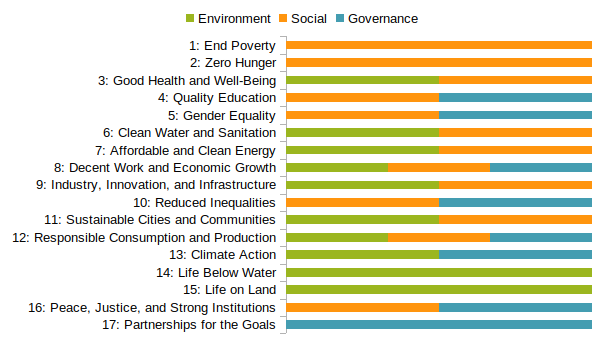 Environment Social Governance
1: End Poverty
2: Zero Hunger
3: Good Health and Well-Being
4: Quality Education
5: Gender Equality
6: Clean Water and Sanitation
7: Affordable and Clean Energy
8: Decent Work and Economic Growth
9: Industry, Innovation, and Infrastructure
10: Reduced Inequalities
11: Sustainable Cities and Communities
12: Responsible Consumption and Production
13: Climate Action
14: Life Below Water
15: Life on Land
16: Peace, Justice, and Strong Institutions
17: Partnerships for the Goals